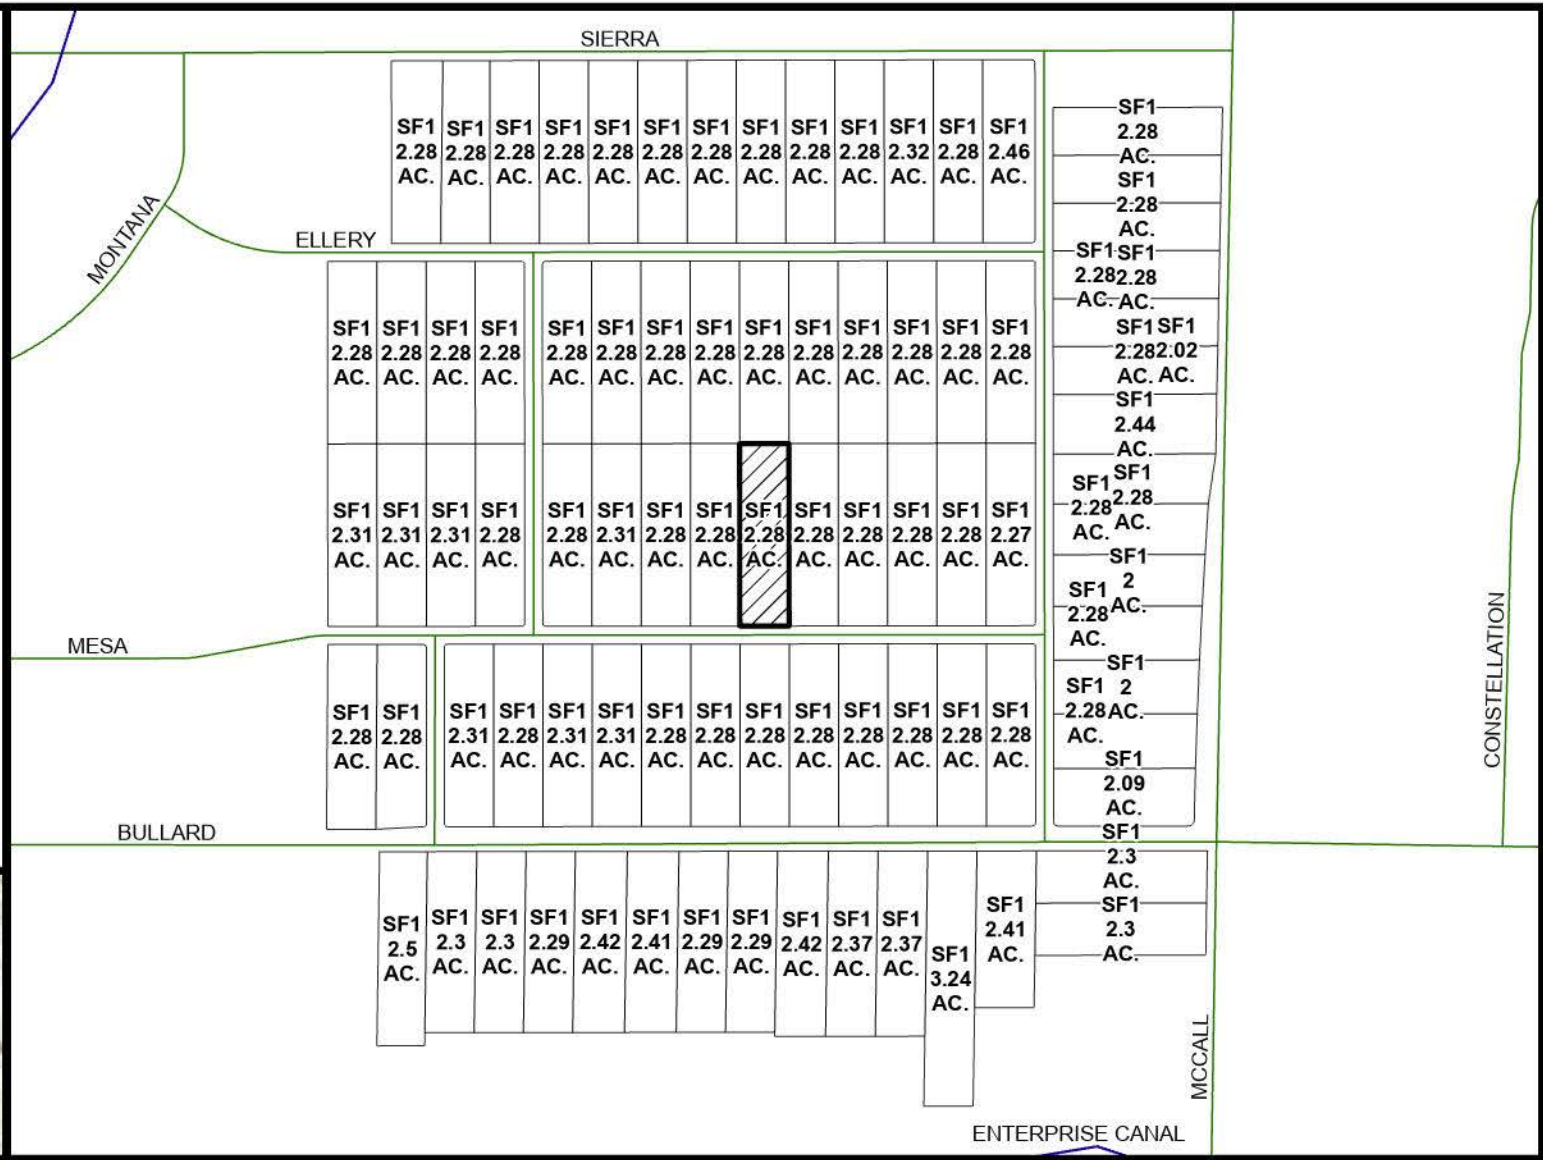 SIERRA
SF1 SF1 SF1 SF1 SF1 SF1 SF1 SF1 SF1 SF1 SF1 SF1 SF1
2.28 2.28 2.28 2.28 2.28 2.28 2.28 2.28 2.28 2.28 2.32 2.28 2.46
AC. AC. AC. AC. AC. AC. AC. AC. AC. AC. AC. AC. AC.
SF1
2.28
AC.
SF1
2.28
AC.
MONTANA
ELLERY
SF1 SF1
2.28 2.28
AC. AC.
SF1 SF1
2.28 2.02
AC. AC.
SF1 SF1 SF1 SF1 SF1 SF1 SF1 SF1 SF1 SF1 SF1 SF1 SF1 SF1
2.28 2.28 2.28 2.28 2.28 2.28 2.28 2.28 2.28 2.28 2.28 2.28 2.28 2.28
AC. AC. AC. AC. AC. AC. AC. AC. AC. AC. AC. AC. AC. AC.
SF1
2.44
AC.
SF1 SF1
2.28 2.28
AC. AC.
SF1 SF1 SF1 SF1 SF1 SF1 SF1 SF1 SF1 SF1 SF1 SF1 SF1 SF1
2.31 2.31 2.31 2.28 2.28 2.31 2.28 2.28 2.28 2.28 2.28 2.28 2.28 2.27
AC. AC. AC. AC. AC. AC. AC. AC. AC. AC. AC. AC. AC. AC.
SF1
2
AC.
SF1
2.28
AC.
MESA
SF1
2
AC.
SF1
2.28
AC.
CONSTELLATION
SF1 SF1 SF1 SF1 SF1 SF1 SF1 SF1 SF1 SF1 SF1 SF1 SF1 SF1
2.28 2.28 2.31 2.28 2.31 2.31 2.28 2.28 2.28 2.28 2.28 2.28 2.28 2.28
AC. AC. AC. AC. AC. AC. AC. AC. AC. AC. AC. AC. AC. AC.
SF1
2.09
AC.
BULLARD
SF1
2.3
AC.
SF1
2.3
AC.
SF1 SF1 SF1 SF1 SF1 SF1 SF1 SF1 SF1 SF1 SF1 SF1 SF1
2.5 2.3 2.3 2.29 2.42 2.41 2.29 2.29 2.42 2.37 2.37 3.24 2.41
AC. AC. AC. AC. AC. AC. AC. AC. AC. AC. AC. AC. AC.
MCCALL
ENTERPRISE CANAL